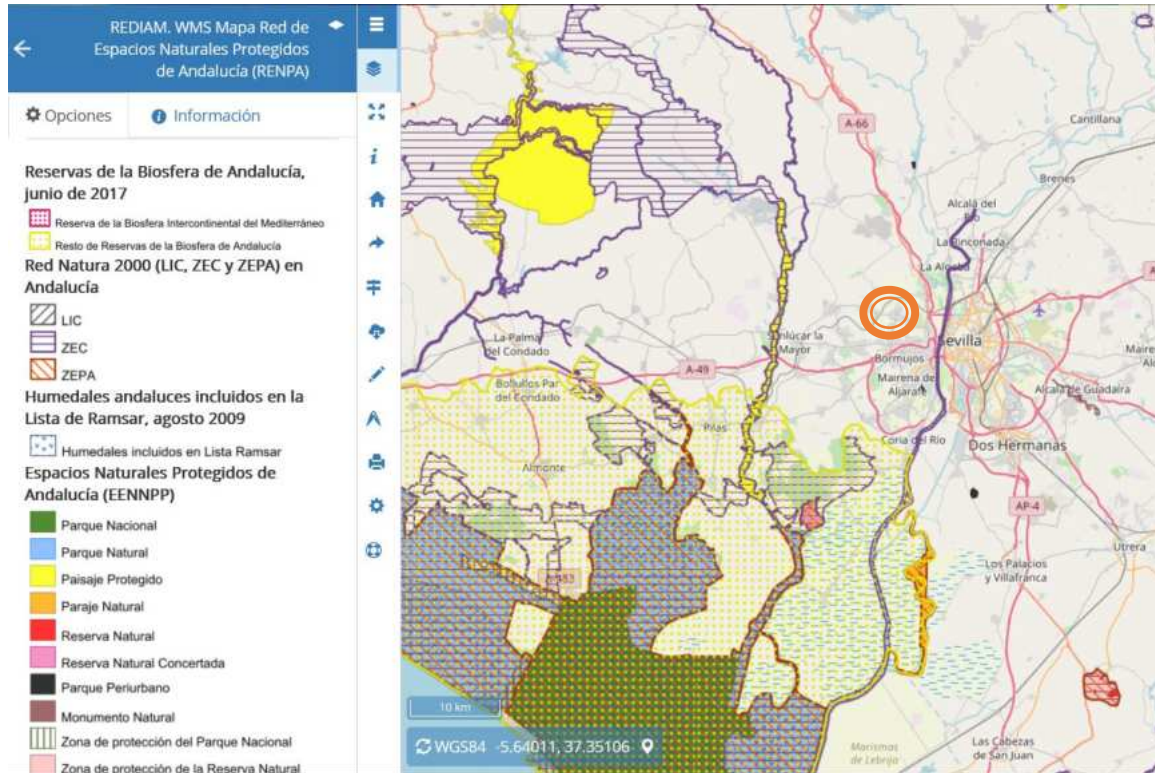 REDIAM. WMS Mapa Red de
Espacios Naturales Protegidos
de Andalucía (RENPA)
Opciones
Información
Reservas de la Biosfera de Andalucía,
junio de 2017
Reserva de la Biosfera Intercontinental del Mediterráneo
Resto de Reservas de la Biosfera de Andalucía
Red Natura 2000 (LIC, ZEC y ZEPA) en
Andalucía
LIC
ZEC
ZEPA
Humedales andaluces incluidos en la
Lista de Ramsar, agosto 2009
Humedales incluidos en Lista Ramsar
Espacios Naturales Protegidos de
Andalucía (EENNPP)
Parque Nacional
Parque Natural
Paisaje Protegido
Paraje Natural
Reserva Natural
Reserva Natural Concertada
Parque Periurbano
Monumento Natural
Zona de protección del Parque Nacional
Zona de protección de la Reserva Natural
A-66
Cantillana
Brenes
Alcalá del
Río
La Rinconada
La Algaba
La Palma
del Condado
Sanlúcar la
Mayor
Sevilla
Bormujos
A-49
Mairena de
Aljarafe
Alcalá de Guadaíra
Bollullos Par
del Condado
Pilas
Coria del Río
Dos Hermanas
Almonte
AP-4
Utrera
Los Palacios
y Villafranca
10 km
WGS84 -5.64011, 37.35106
Marismas
de Lebrija
Las Cabezas
de San Juan